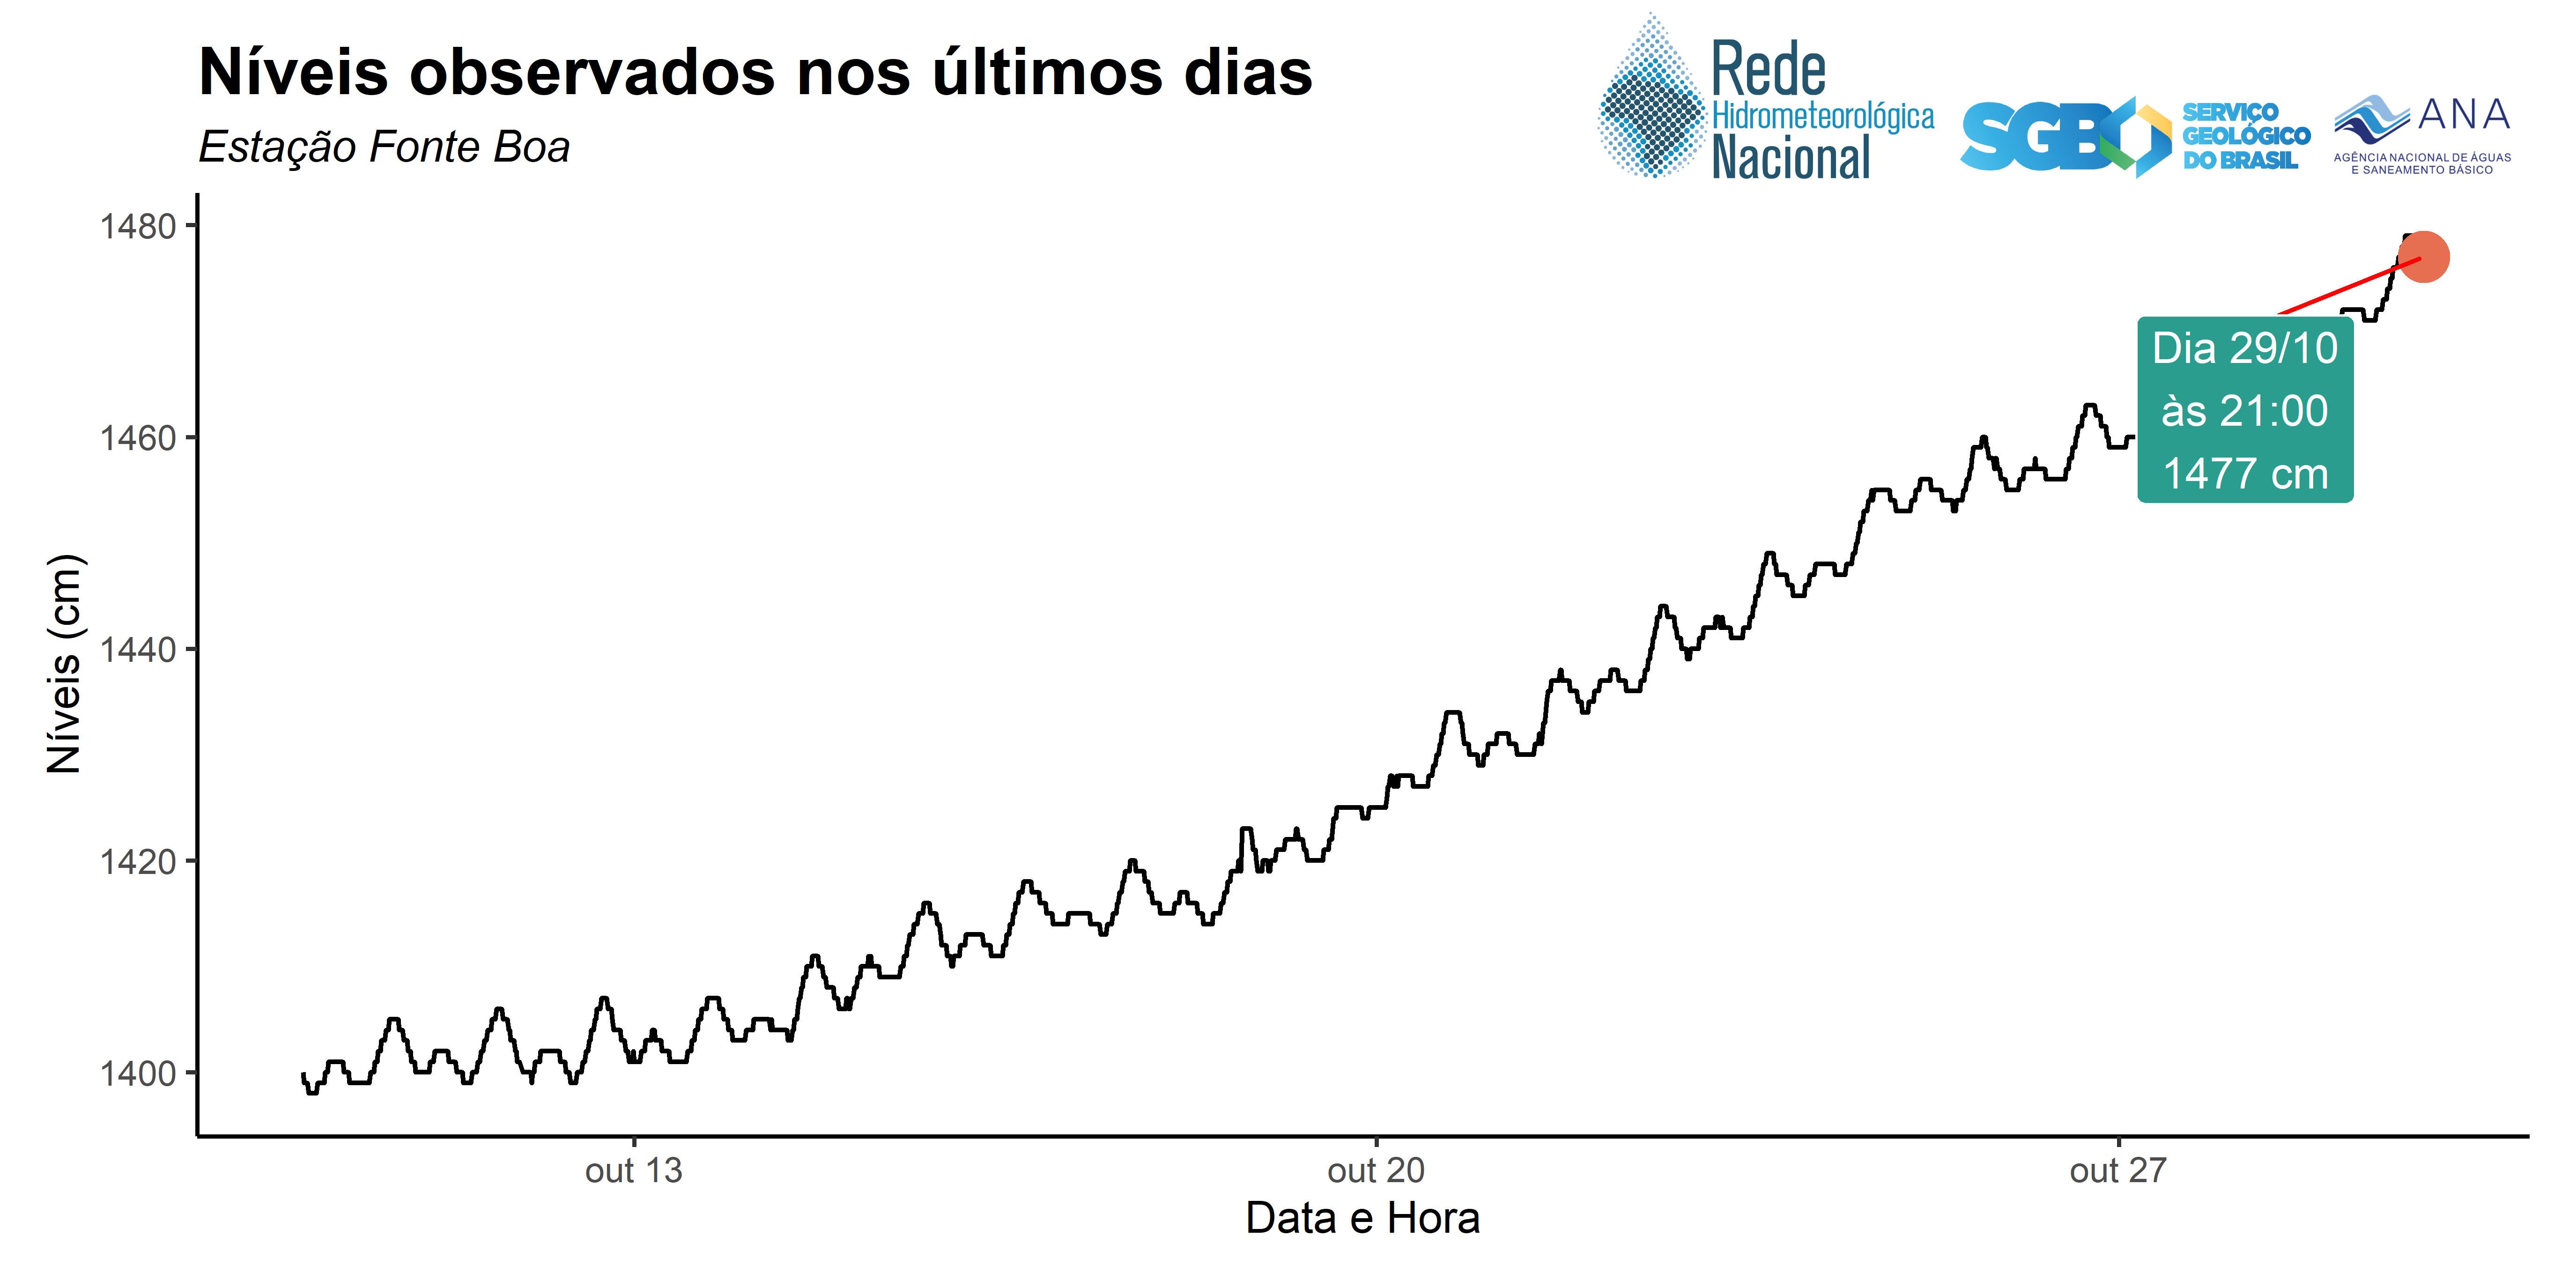 Níveis observados nos últimos dias
Estação Fonte Boa
Rede
Hidrometeorológica
Nacional
SGB
SERVIÇO
GEOLÓGICO
DO BRASIL
ANA
AGÊNCIA NACIONAL DE ÁGUAS
E SANEAMENTO BÁSICO
Níveis (cm)
1480
1460
1440
1420
1400
Dia 29/10
às 21:00
1477 cm
out 13
out 20
out 27
Data e Hora